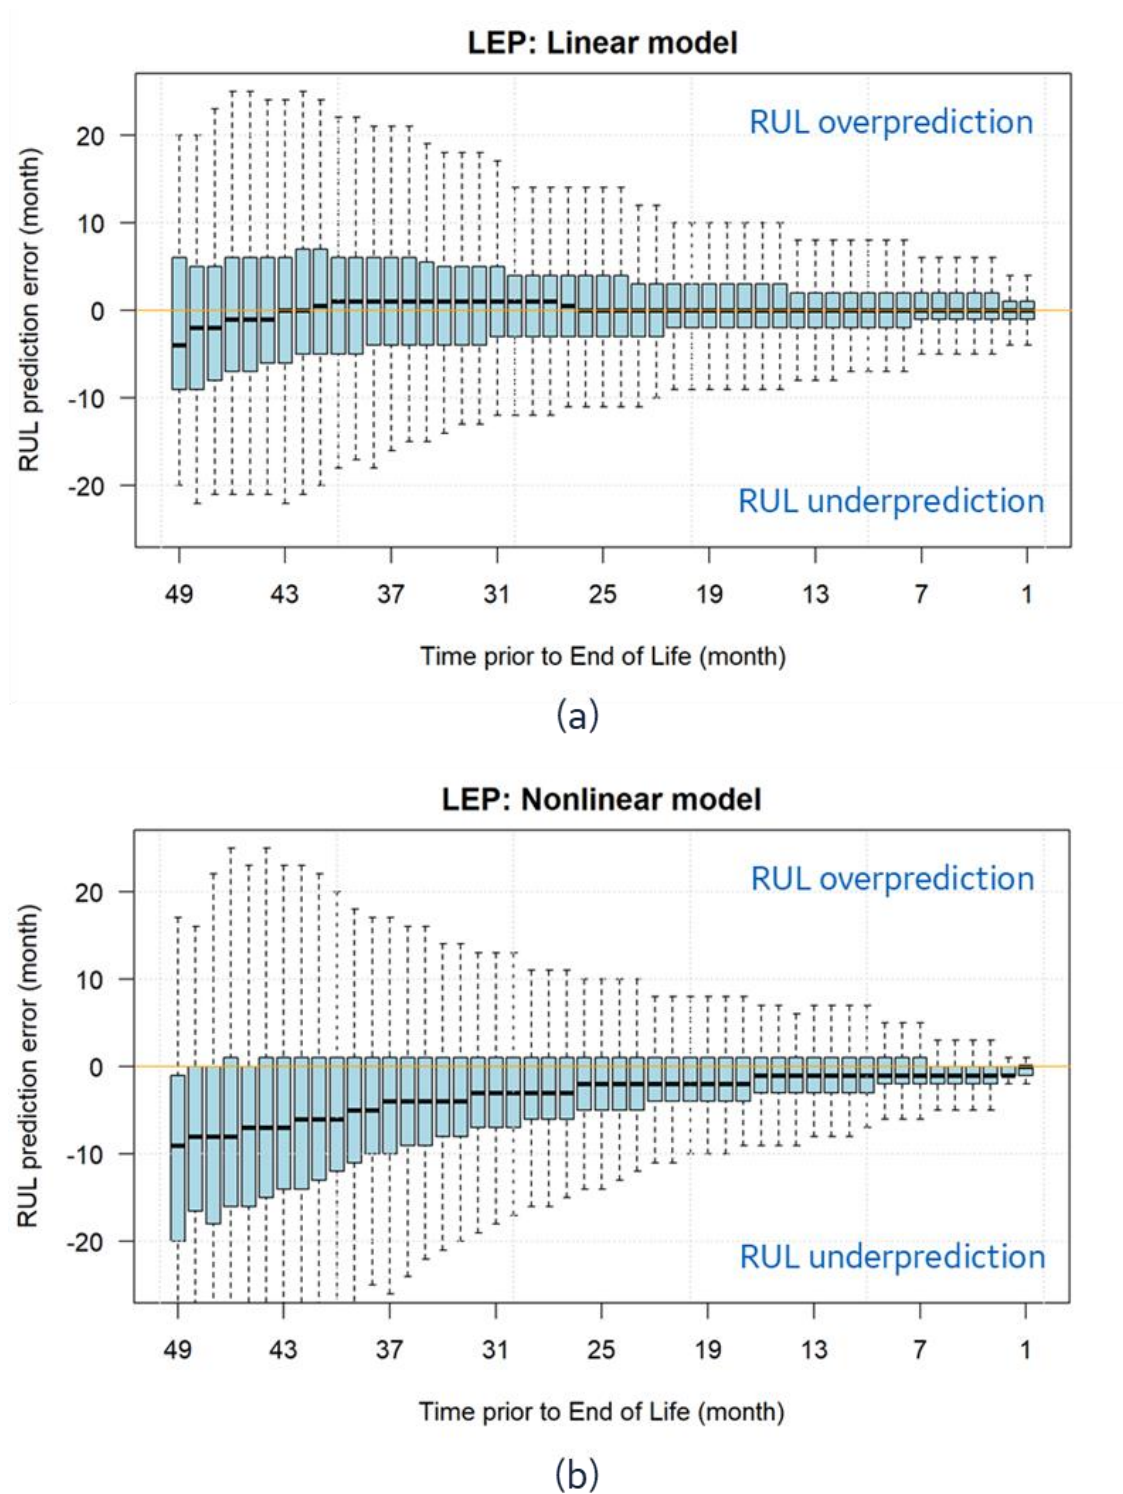 LEP: Linear model
RUL overprediction
RUL prediction error (month)
20
10
0
-10
-20
RUL underprediction
49 43 37 31 25 19 13 7 1
Time prior to End of Life (month)
(a)
LEP: Nonlinear model
RUL overprediction
RUL prediction error (month)
20
10
0
-10
-20
RUL underprediction
49 43 37 31 25 19 13 7 1
Time prior to End of Life (month)
(b)